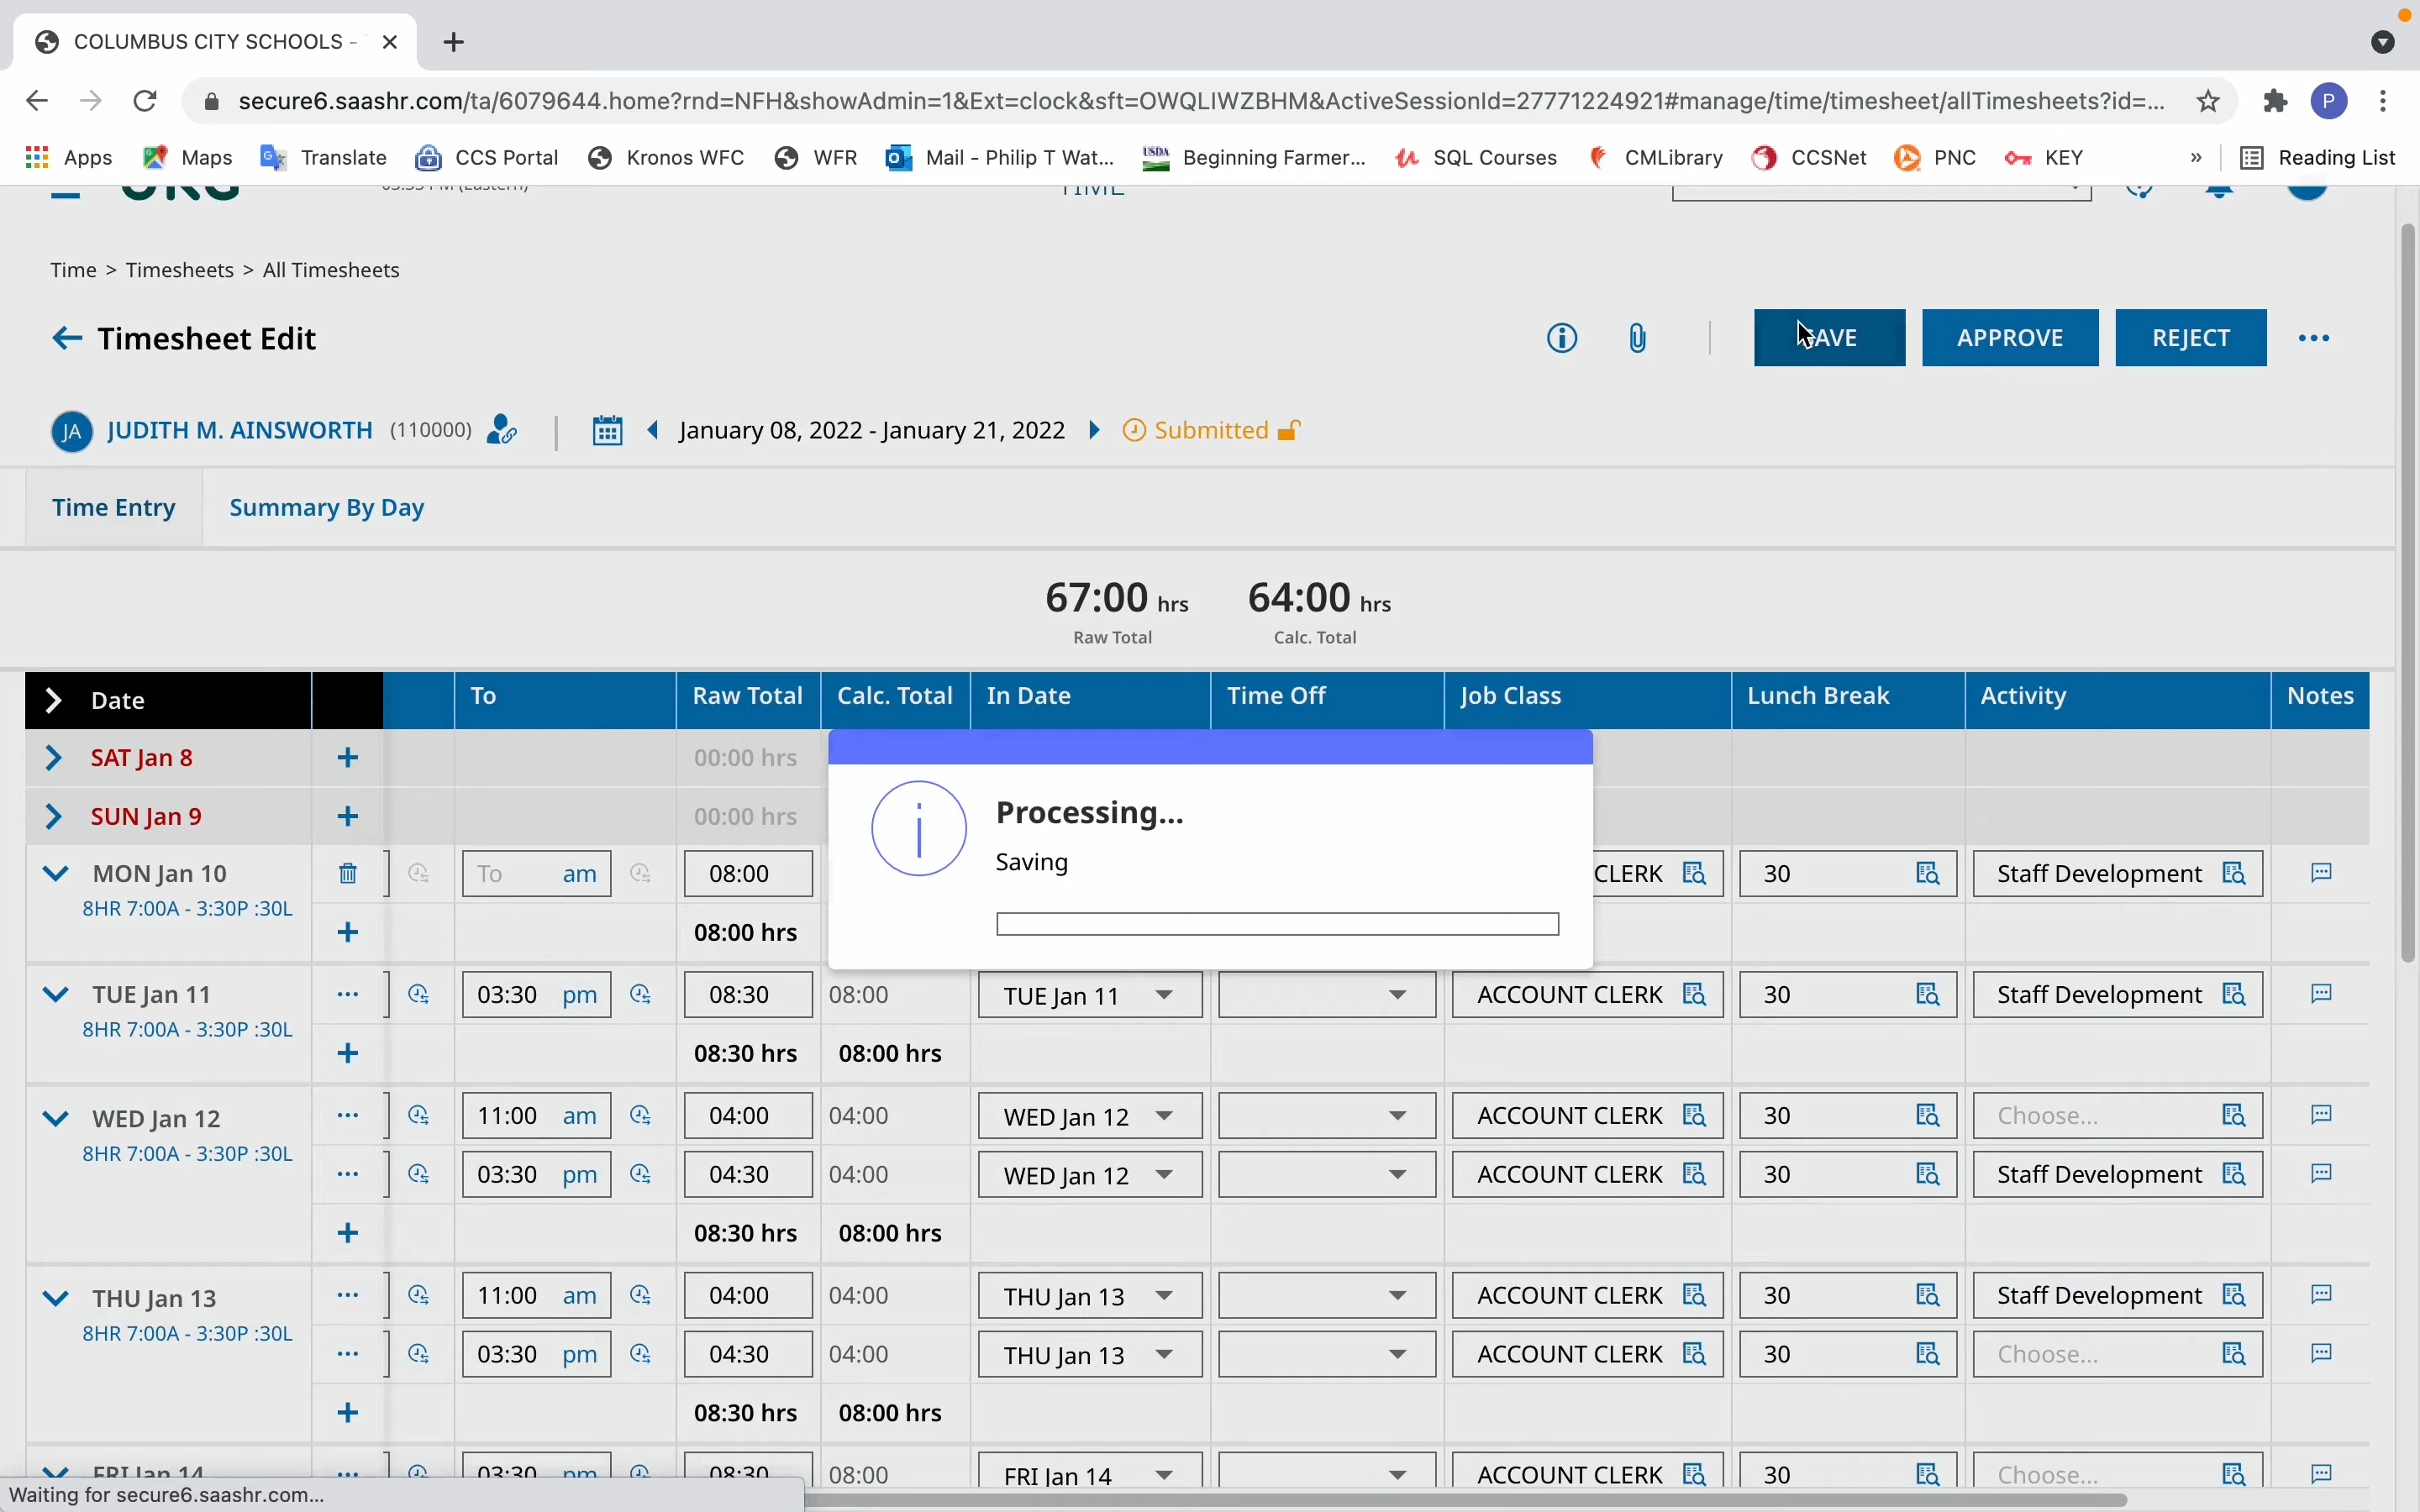 COLUMBUS CITY SCHOOLS -
secure6.saashr.com/ta/6079644.home?rnd=NFH&showAdmin=1&Ext=clock&sft=OWQLIWZBHM&ActiveSessionId=27771224921#manage/time/timesheet/allTimesheets?id=...
P
Apps Maps Translate CCS Portal Kronos WFC WFR Mail - Philip T Wat... Beginning Farmer... SQL Courses CMLibrary CCSNet PNC KEY » Reading List
TIME
Time > Timesheets > All Timesheets
Timesheet Edit
APPROVE REJECT
JA JUDITH M. AINSWORTH (110000) January 08, 2022 - January 21, 2022 Submitted
Time Entry Summary By Day
67:00 hrs 64:00 hrs
Raw Total Calc. Total
Date To Raw Total Calc. Total In Date Time Off Job Class Lunch Break Activity Notes
SAT Jan 8 + 00:00 hrs
SUN Jan 9 + 00:00 hrs
Processing...
Saving
MON Jan 10 To am 08:00 CLERK 30 Staff Development
8HR 7:00A - 3:30P :30L
+ 08:00 hrs
TUE Jan 11 ... 03:30 pm 08:30 08:00 TUE Jan 11 ACCOUNT CLERK 30 Staff Development
8HR 7:00A - 3:30P :30L
+ 08:30 hrs 08:00 hrs
WED Jan 12 ... 11:00 am 04:00 04:00 WED Jan 12 ACCOUNT CLERK 30 Choose...
8HR 7:00A - 3:30P :30L
... 03:30 pm 04:30 04:00 WED Jan 12 ACCOUNT CLERK 30 Staff Development
+ 08:30 hrs 08:00 hrs
THU Jan 13 ... 11:00 am 04:00 04:00 THU Jan 13 ACCOUNT CLERK 30 Staff Development
8HR 7:00A - 3:30P :30L
... 03:30 pm 04:30 04:00 THU Jan 13 ACCOUNT CLERK 30 Choose...
+ 08:30 hrs 08:00 hrs
FRI Jan 14 ... 03:30 pm 08:30 08:00 FRI Jan 14 ACCOUNT CLERK 30 Choose...
Waiting for secure6.saashr.com...